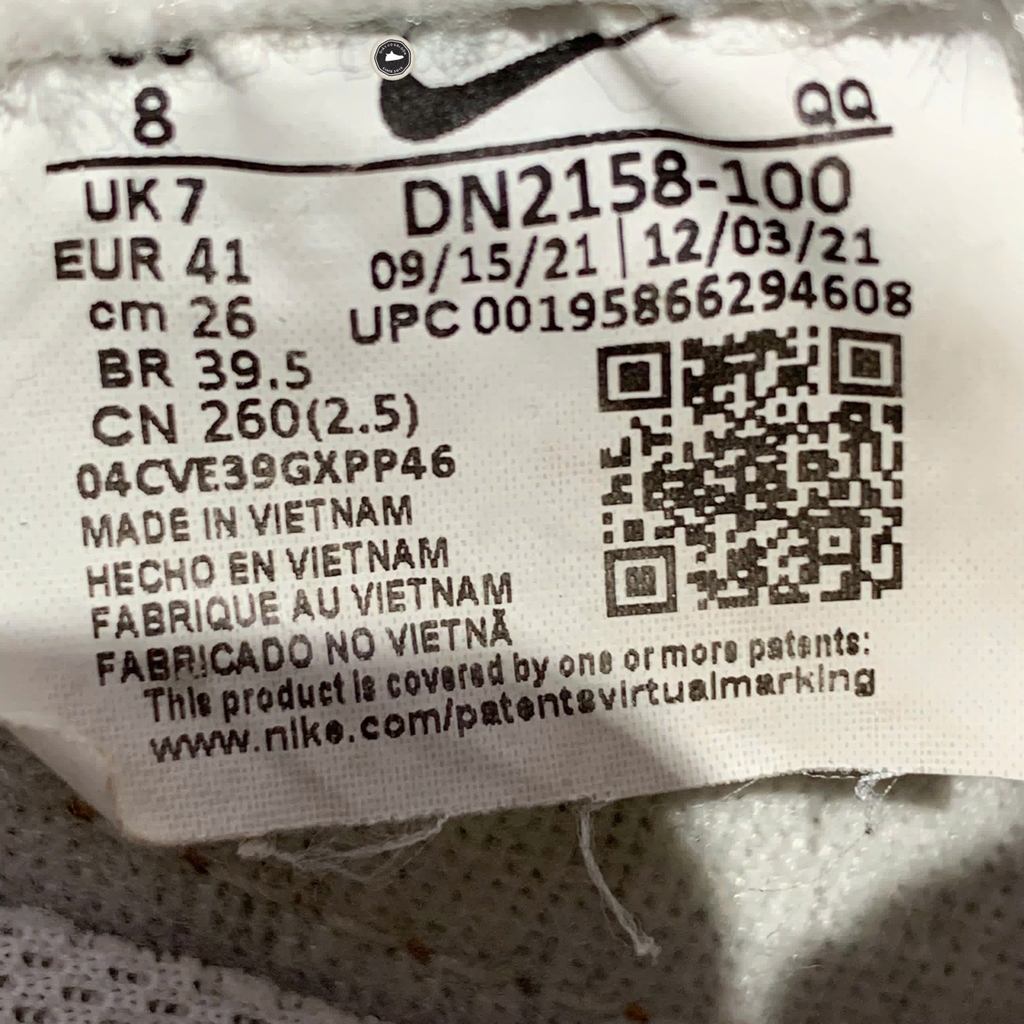 8
QQ
UK 7
DN2158-100
EUR 41
09/15/21 | 12/03/21
cm 26
UPC 00195866294608
BR 39.5
CN 260(2.5)
04CVE39GXPP46
MADE IN VIETNAM
HECHO EN VIETNAM
FABRIQUE AU VIETNAM
FABRICADO NO VIETNÃ
This product is covered by one or more patents:
www.nike.com/patentsvirtualmarking